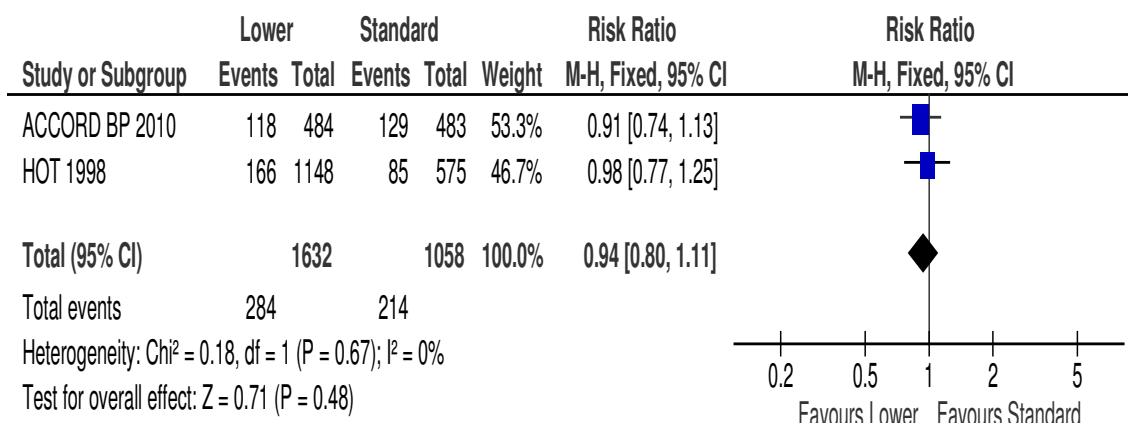 Lower Standard Risk Ratio Risk Ratio
Study or Subgroup Events Total Events Total Weight M-H, Fixed, 95% CI M-H, Fixed, 95% CI
ACCORD BP 2010 118 484 129 483 53.3% 0.91 [0.74, 1.13]
HOT 1998 166 1148 85 575 46.7% 0.98 [0.77, 1.25]
Total (95% CI) 1632 1058 100.0% 0.94 [0.80, 1.11]
Total events 284 214
Heterogeneity: Chi² = 0.18, df = 1 (P = 0.67); I² = 0%
Test for overall effect: Z = 0.71 (P = 0.48)
0.2 0.5 1 2 5
Favours Lower Favours Standard